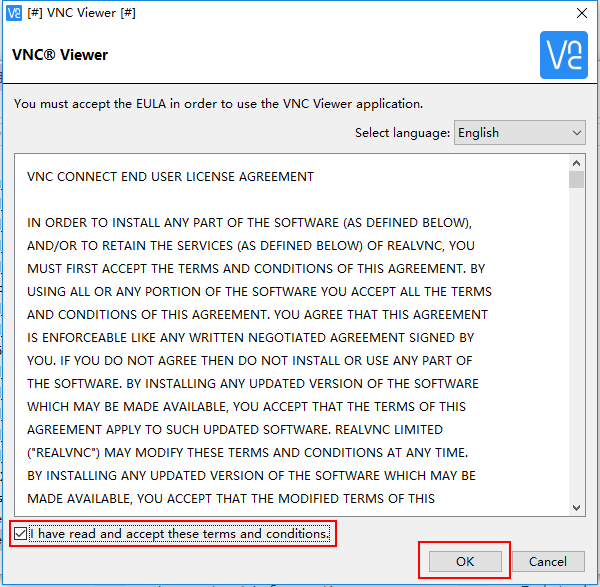 [#] VNC Viewer [#]
VNC® Viewer
You must accept the EULA in order to use the VNC Viewer application.
Select language: English
VNC CONNECT END USER LICENSE AGREEMENT
IN ORDER TO INSTALL ANY PART OF THE SOFTWARE (AS DEFINED BELOW),
AND/OR TO RETAIN THE SERVICES (AS DEFINED BELOW) OF REALVNC, YOU
MUST FIRST ACCEPT THE TERMS AND CONDITIONS OF THIS AGREEMENT. BY
USING ALL OR ANY PORTION OF THE SOFTWARE YOU ACCEPT ALL THE TERMS
AND CONDITIONS OF THIS AGREEMENT. YOU AGREE THAT THIS AGREEMENT
IS ENFORCEABLE LIKE ANY WRITTEN NEGOTIATED AGREEMENT SIGNED BY
YOU. IF YOU DO NOT AGREE THEN DO NOT INSTALL OR USE ANY PART OF
THE SOFTWARE. BY INSTALLING ANY UPDATED VERSION OF THE SOFTWARE
WHICH MAY BE MADE AVAILABLE, YOU ACCEPT THAT THE TERMS OF THIS
AGREEMENT APPLY TO SUCH UPDATED SOFTWARE. REALVNC LIMITED
("REALVNC") MAY MODIFY THESE TERMS AND CONDITIONS AT ANY TIME.
BY INSTALLING ANY UPDATED VERSION OF THE SOFTWARE WHICH MAY BE
MADE AVAILABLE, YOU ACCEPT THAT THE MODIFIED TERMS OF THIS
I have read and accept these terms and conditions.
OK Cancel